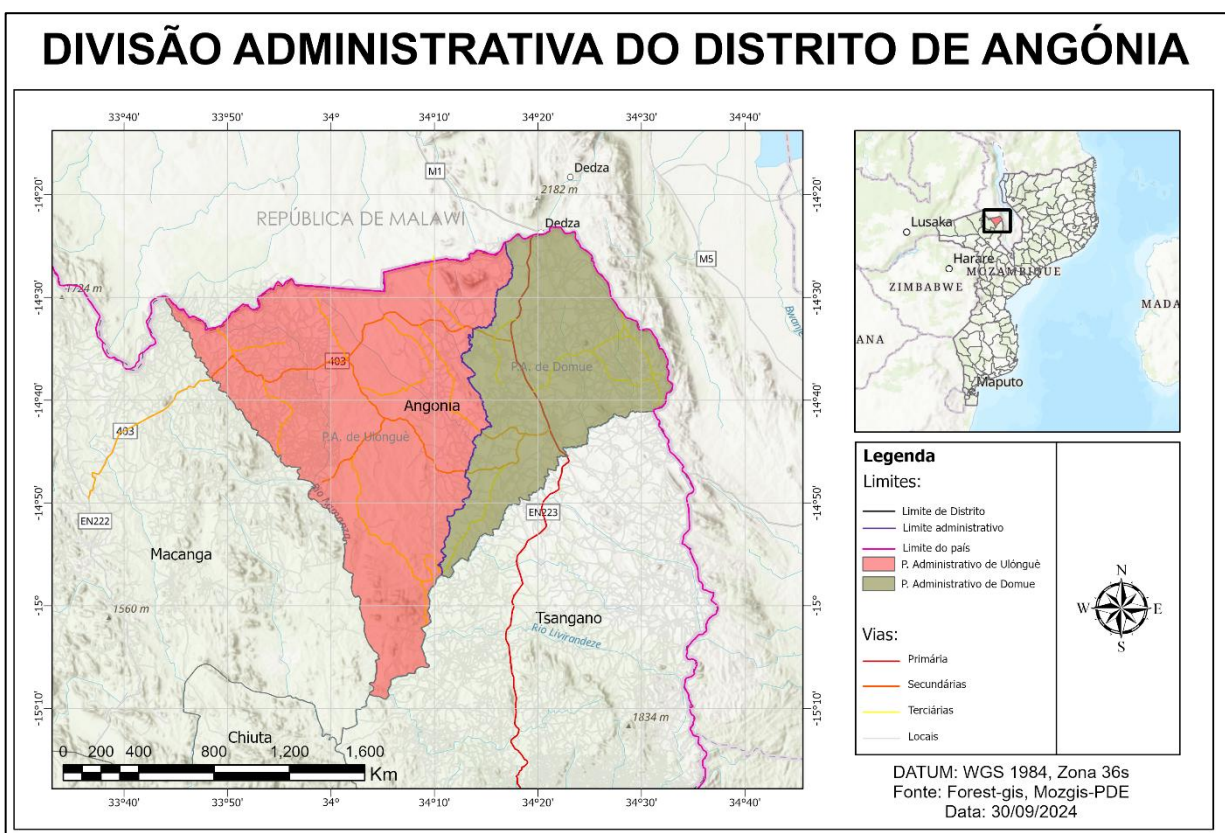 DIVISÃO ADMINISTRATIVA DO DISTRITO DE ANGÓNIA
33°40' 33°50' 34° 34°10' 34°20' 34°30' 34°40'
-14°20'
-14°30'
-14°40'
-14°50'
-15°
-15°10'
M1
Dedza
2182 m
REPÚBLICA DE MALAWI
Dedza
M5
1724 m
Bwanje
403
P.A. de Domue
Angonia
403
P.A. de Ulónguè
EN222
EN223
Macanga
1560 m
Tsangano
Rio Livirandeze
1834 m
Chiuta
0 200 400 800 1,200 1,600
Km
-14°20'
-14°30'
-14°40'
-14°50'
-15°
-15°10'
33°40' 33°50' 34° 34°10' 34°20' 34°30' 34°40'
Lusaka
Harare
MOZAMBIQUE
ZIMBABWE
MADA
ANA
Maputo
Legenda
Limites:
Limite de Distrito
Limite administrativo
Limite do país
P. Administrativo de Ulónguè
P. Administrativo de Domue
Vias:
Primária
Secundárias
Terciárias
Locais
N
W E
S
DATUM: WGS 1984, Zona 36s
Fonte: Forest-gis, Mozgis-PDE
Data: 30/09/2024